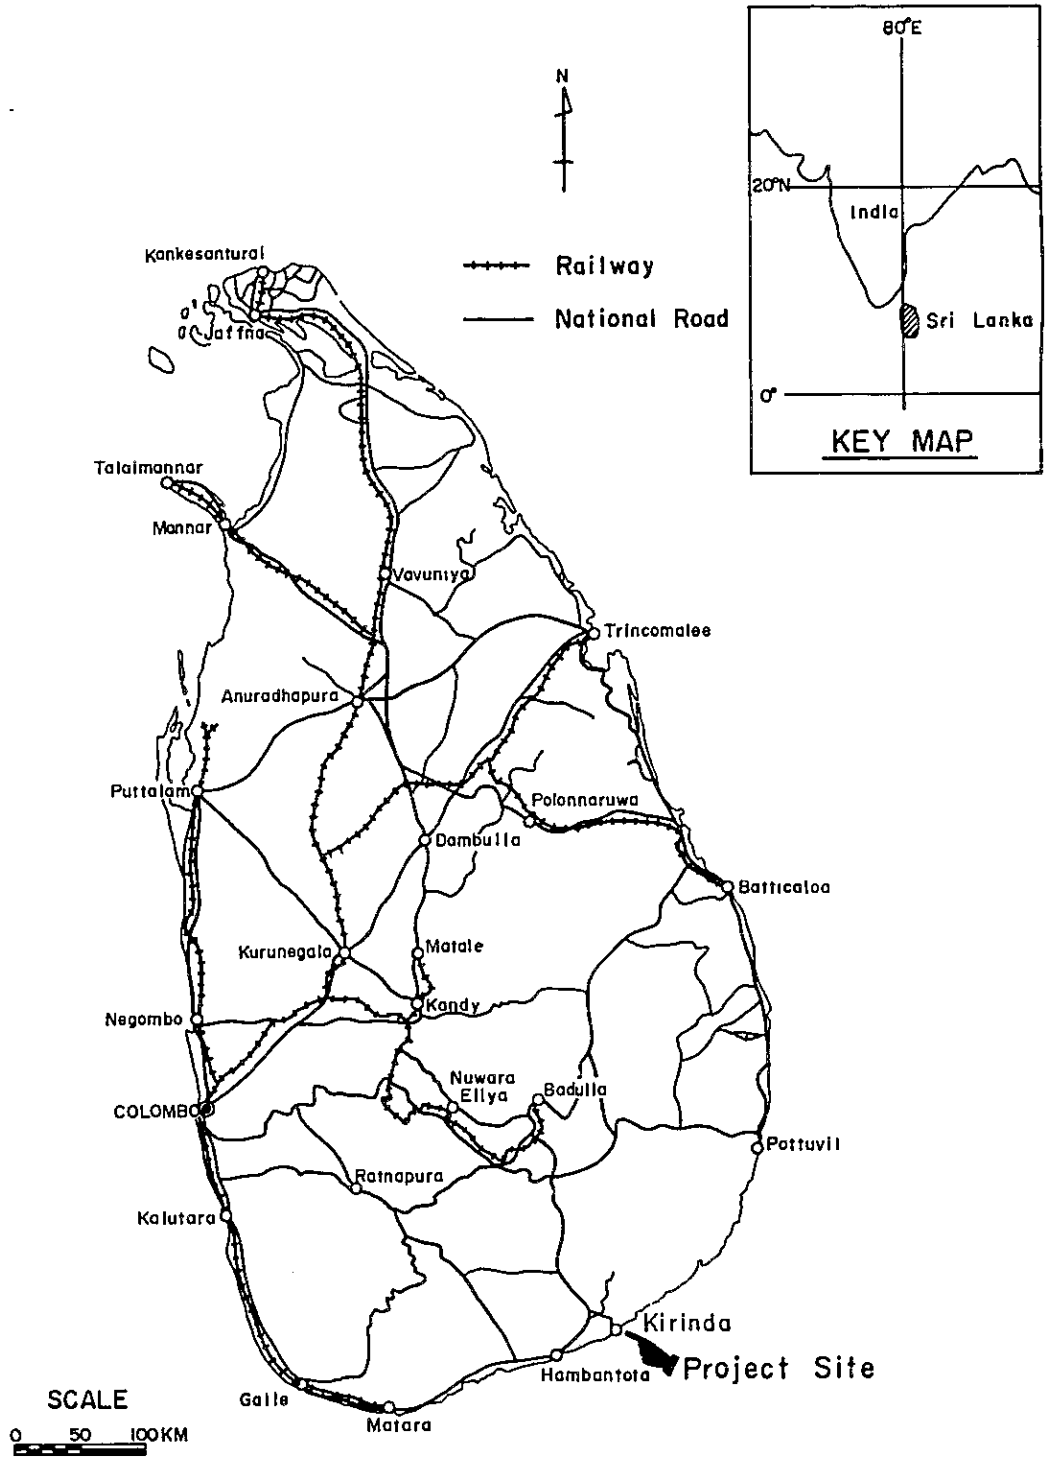 80°E
N
20°N
India
Kankesanturai
Railway
National Road
Jaffna
Sri Lanka
0°
KEY MAP
Talaimannar
Mannar
Vavuniya
Trincomalee
Anuradhapura
Puttalam
Polonnaruwa
Dambulla
Batticaloa
Kurunegala
Matale
Kandy
Negombo
Nuwara
Eliya
Badulla
COLOMBO
Pottuvil
Ratnapura
Kalutara
Kirinda
Project Site
Hambantota
SCALE
Galle
Matara
0 50 100 KM